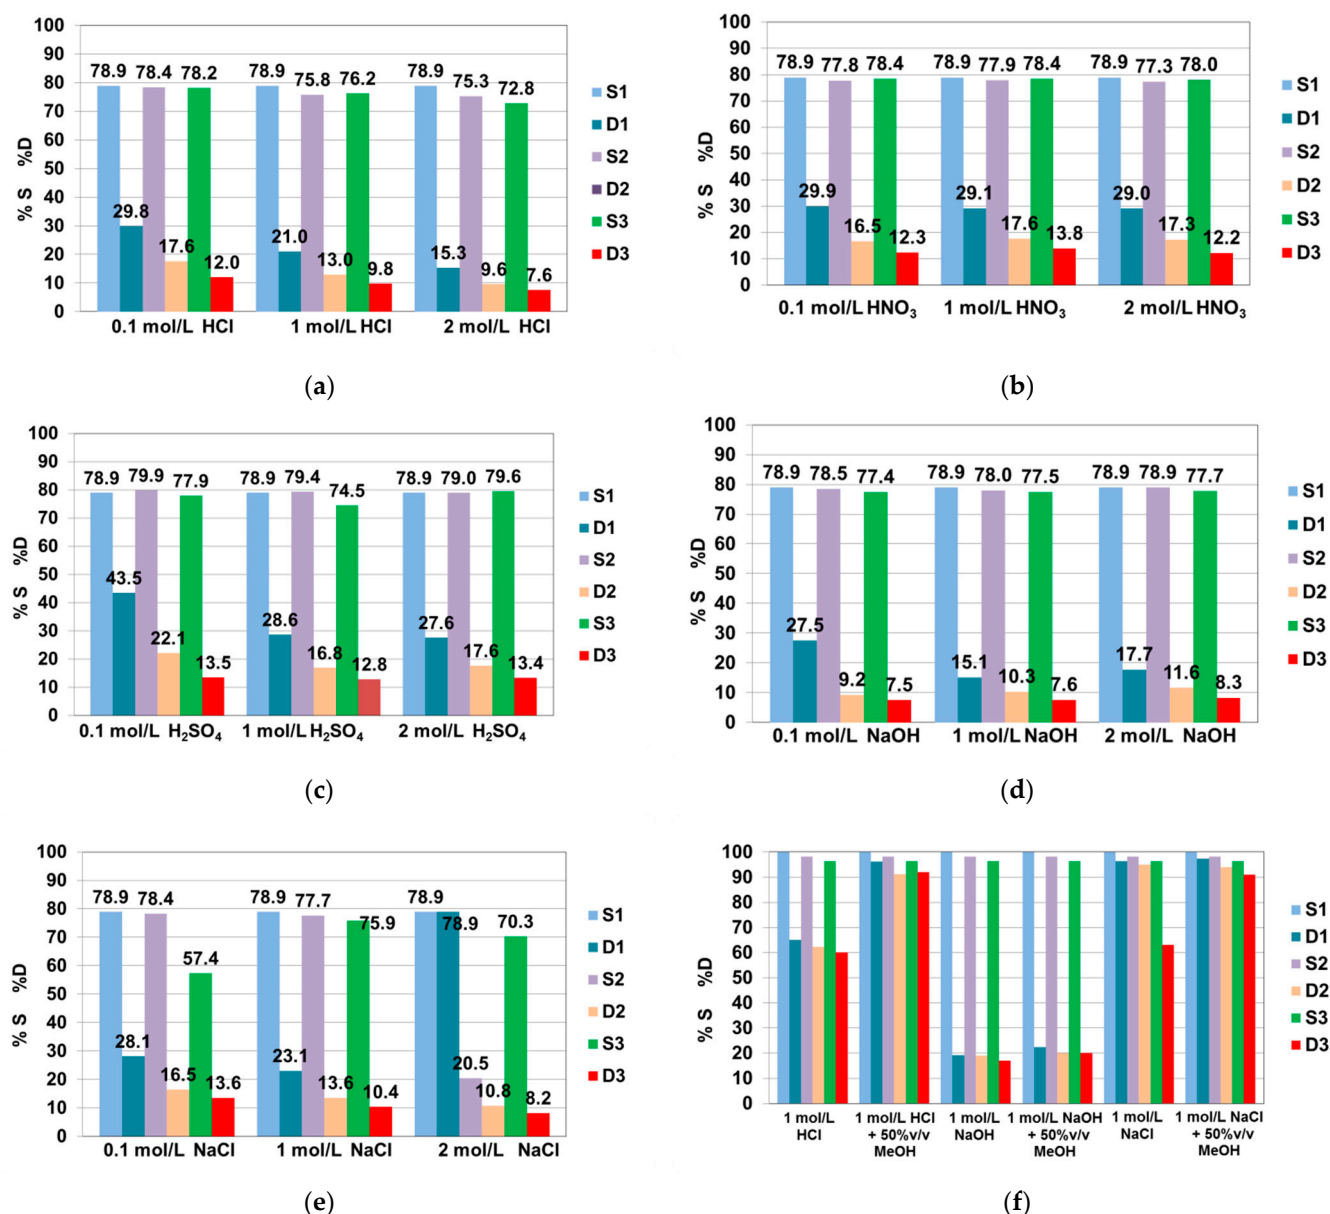 100
90
80
70
60
50
40
30
20
10
0
% S %D
78.9 78.4 78.2 78.9 75.8 76.2 78.9 75.3 72.8
29.8 17.6 12.0 21.0 13.0 9.8 15.3 9.6 7.6
0.1 mol/L HCl 1 mol/L HCl 2 mol/L HCl
S1
D1
S2
D2
S3
D3
(a)
100
90
80
70
60
50
40
30
20
10
0
% S %D
78.9 77.8 78.4 78.9 77.9 78.4 78.9 77.3 78.0
29.9 16.5 12.3 29.1 17.6 13.8 29.0 17.3 12.2
0.1 mol/L HNO₃ 1 mol/L HNO₃ 2 mol/L HNO₃
S1
D1
S2
D2
S3
D3
(b)
100
90
80
70
60
50
40
30
20
10
0
% S %D
78.9 79.9 77.9 78.9 79.4 74.5 78.9 79.0 79.6
43.5 22.1 13.5 28.6 16.8 12.8 27.6 17.6 13.4
0.1 mol/L H₂SO₄ 1 mol/L H₂SO₄ 2 mol/L H₂SO₄
S1
D1
S2
D2
S3
D3
(c)
100
90
80
70
60
50
40
30
20
10
0
% S %D
78.9 78.5 77.4 78.9 78.0 77.5 78.9 78.9 77.7
27.5 9.2 7.5 15.1 10.3 7.6 17.7 11.6 8.3
0.1 mol/L NaOH 1 mol/L NaOH 2 mol/L NaOH
S1
D1
S2
D2
S3
D3
(d)
100
90
80
70
60
50
40
30
20
10
0
% S %D
78.9 78.4 57.4 78.9 77.7 75.9 78.9 78.9 70.3
28.1 16.5 13.6 23.1 13.6 10.4 20.5 10.8 8.2
0.1 mol/L NaCl 1 mol/L NaCl 2 mol/L NaCl
S1
D1
S2
D2
S3
D3
(e)
100
90
80
70
60
50
40
30
20
10
0
% S %D
1 mol/L
HCl
1 mol/L HCl
+ 50%v/v
MeOH
1 mol/L
NaOH
1 mol/L NaOH
+ 50%v/v
MeOH
1 mol/L
NaCl
1 mol/L NaCl
+ 50%v/v
MeOH
S1
D1
S2
D2
S3
D3
(f)